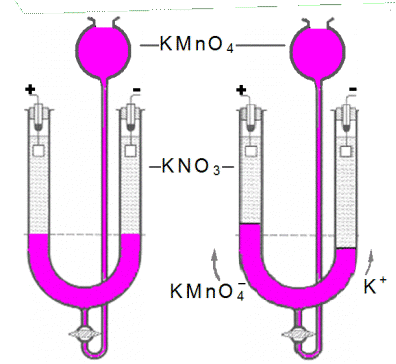 KMnO₄
+ -
+ -
KNO₃
KMnO₄⁻
K⁺